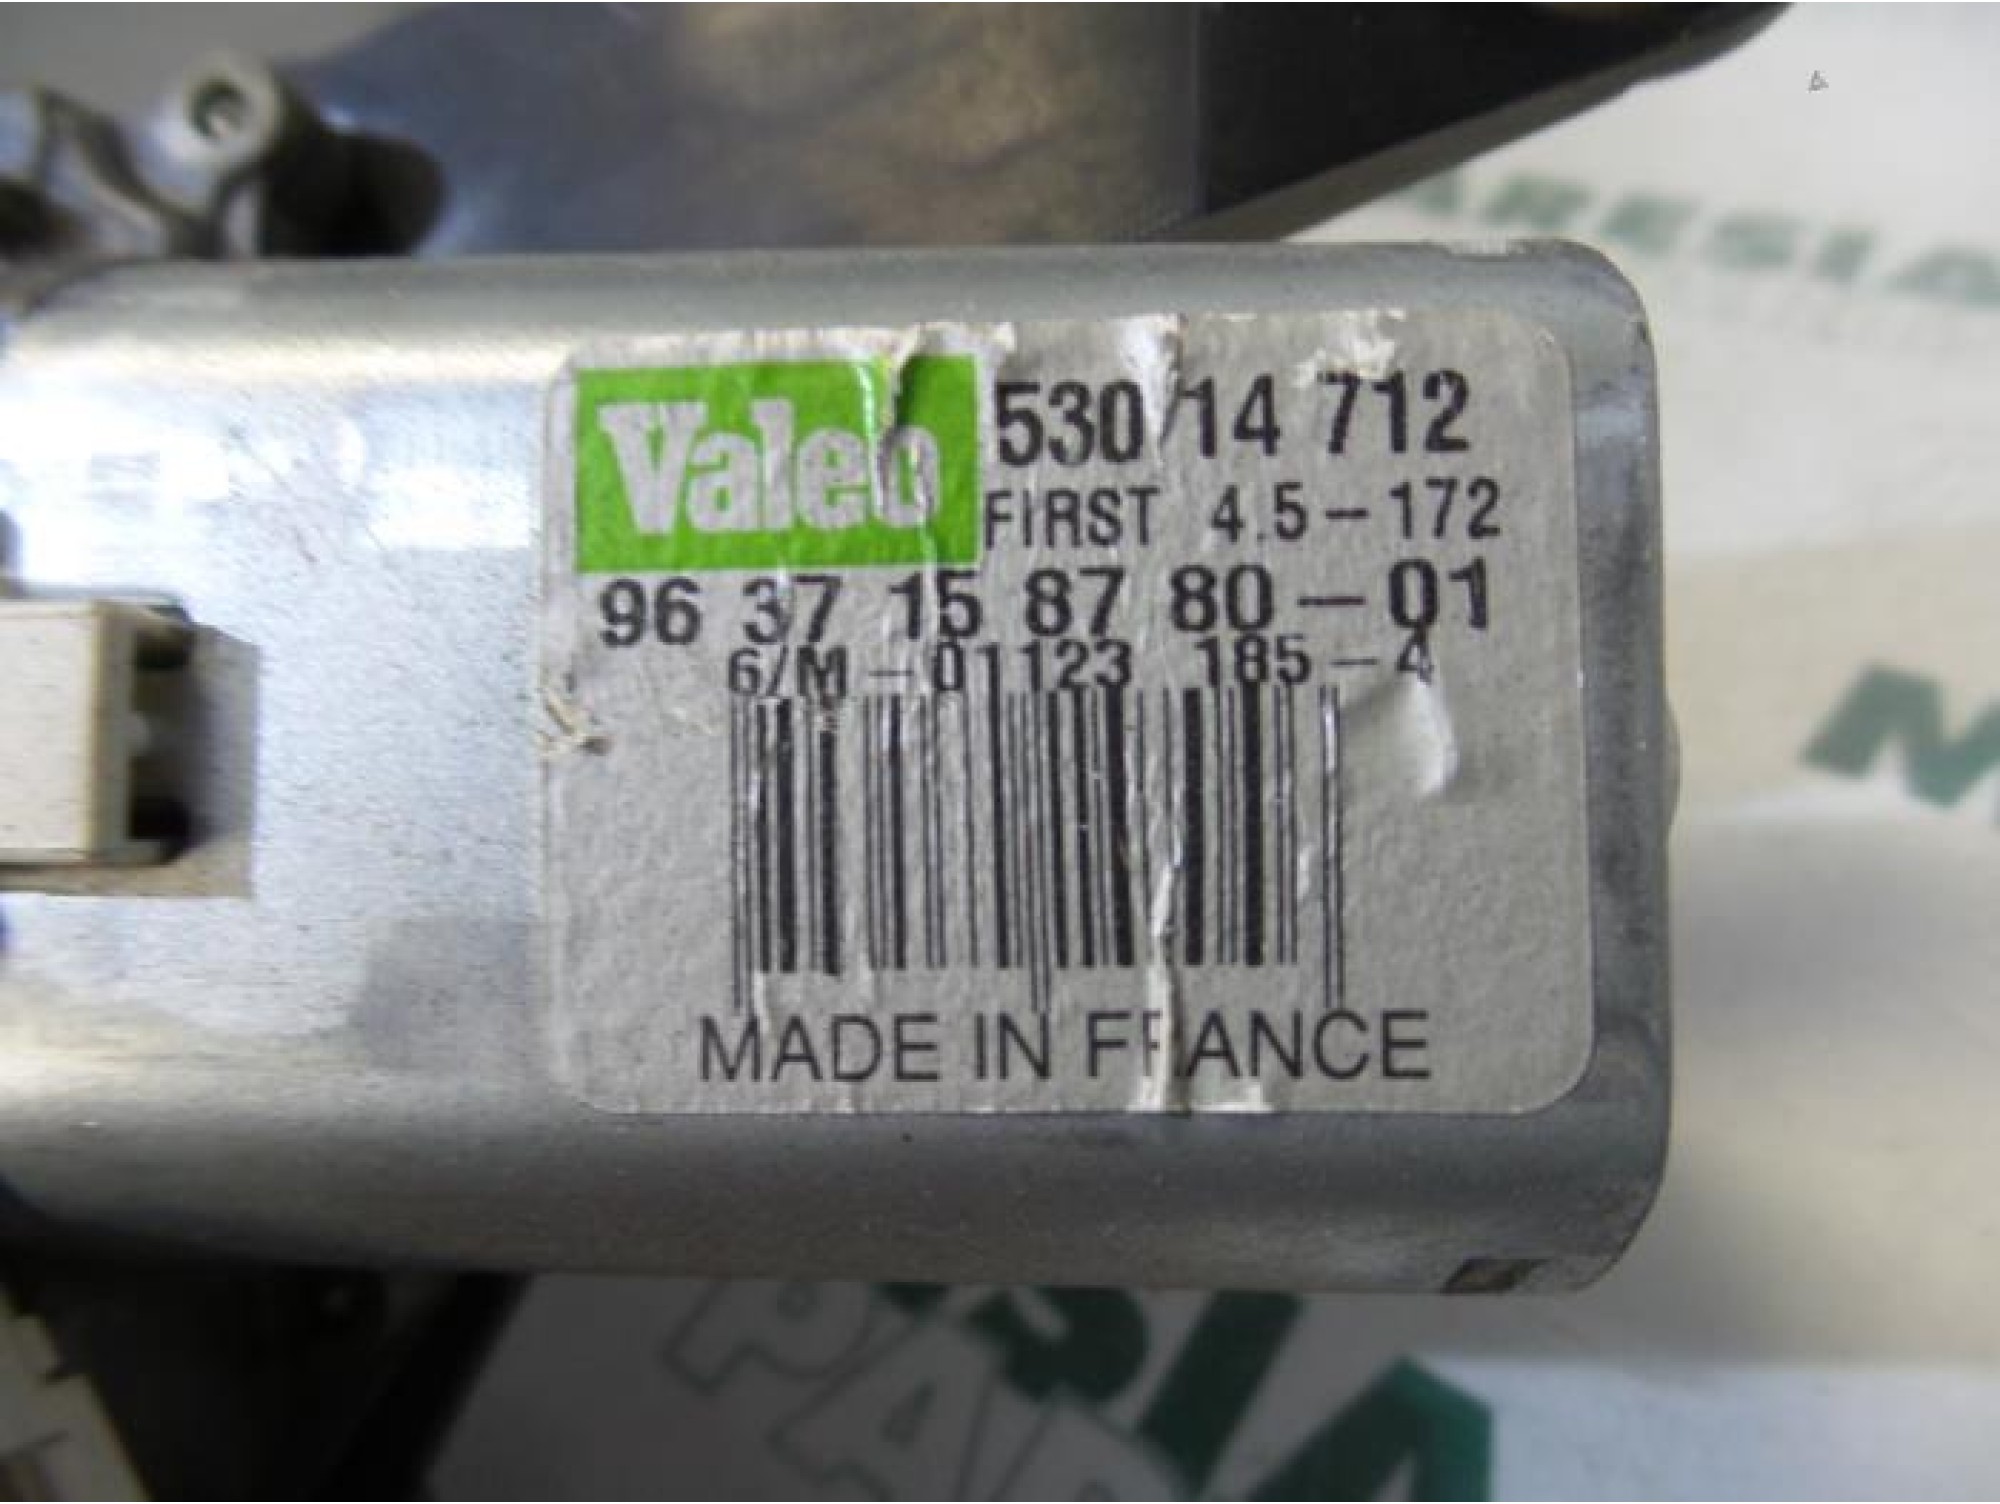 Valeo
530 14 712
FIRST 4.5-172
96 37 15 87 80-01
6/M-01123 185-4
MADE IN FRANCE